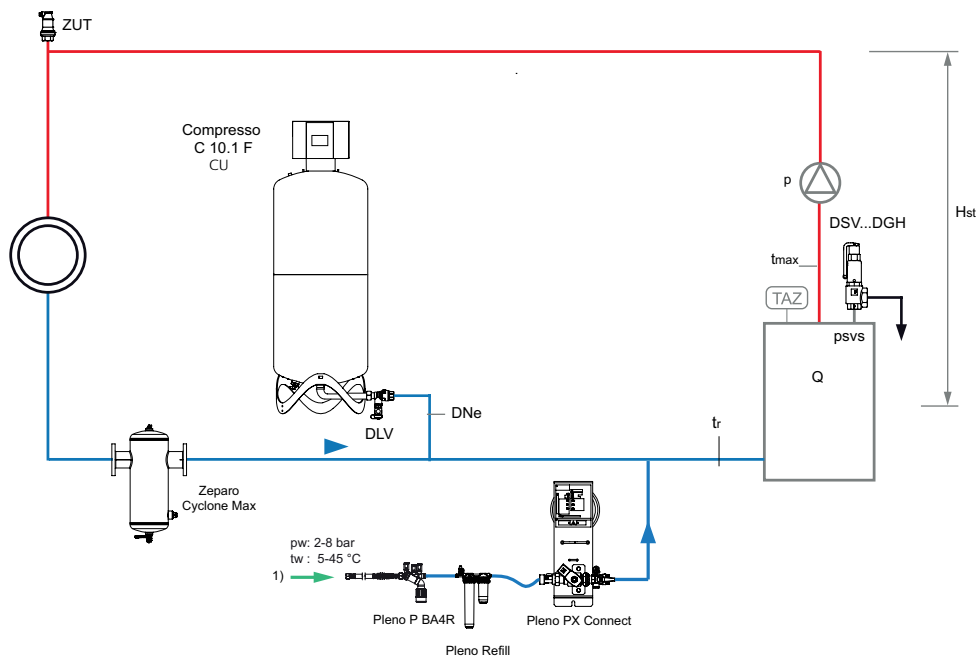 ZUT
Compresso
C 10.1 F
CU
p
Hst
DSV...DGH
tmax
TAZ
psvs
Q
DNe
DLV
tr
Zeparo
Cyclone Max
pw: 2-8 bar
tw : 5-45 °C
1)
Pleno P BA4R
Pleno PX Connect
Pleno Refill